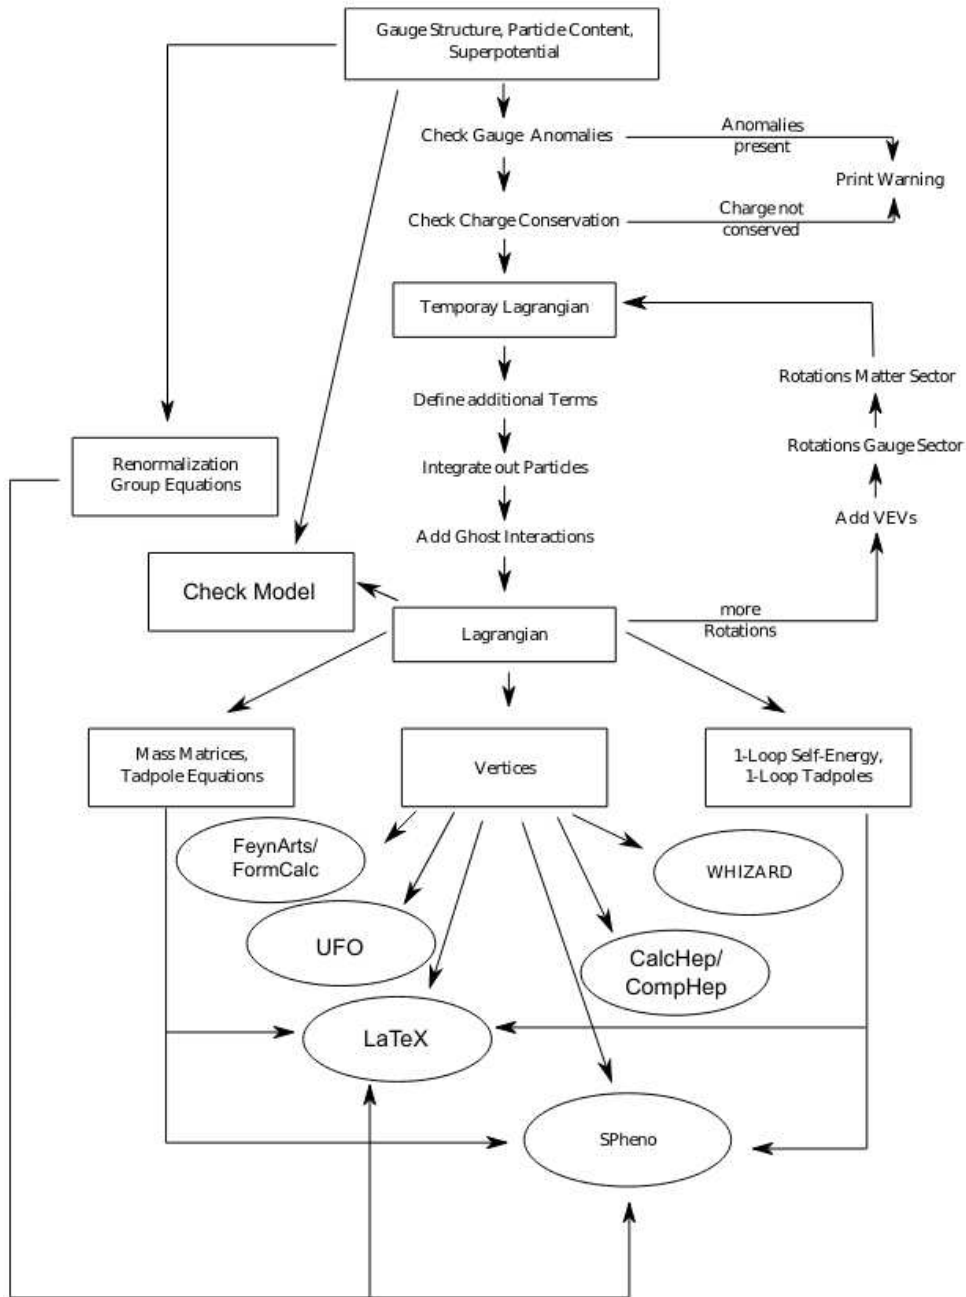 Gauge Structure, Particle Content,
Superpotential
Check Gauge Anomalies
Anomalies
present
Print Warning
Check Charge Conservation
Charge not
conserved
Temporay Lagrangian
Rotations Matter Sector
Define additional Terms
Rotations Gauge Sector
Renormalization
Group Equations
Integrate out Particles
Add VEVs
Add Ghost Interactions
Check Model
more
Rotations
Lagrangian
Mass Matrices,
Tadpole Equations
Vertices
1-Loop Self-Energy,
1-Loop Tadpoles
FeynArts/
FormCalc
WHIZARD
UFO
CalcHep/
CompHep
LaTeX
SPheno